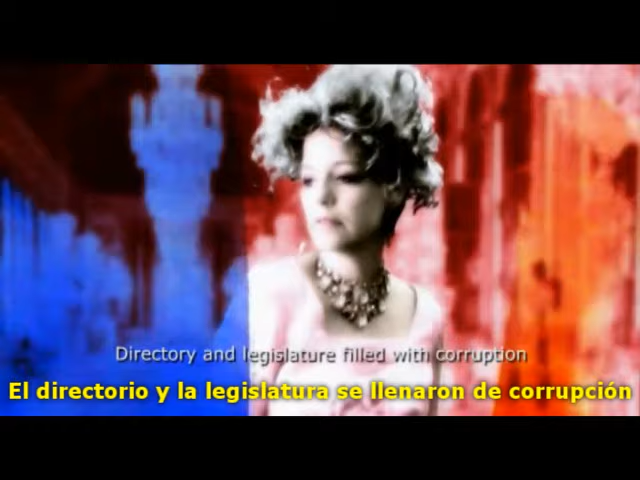 Directory and legislature filled with corruption
El directorio y la legislatura se llenaron de corrupción